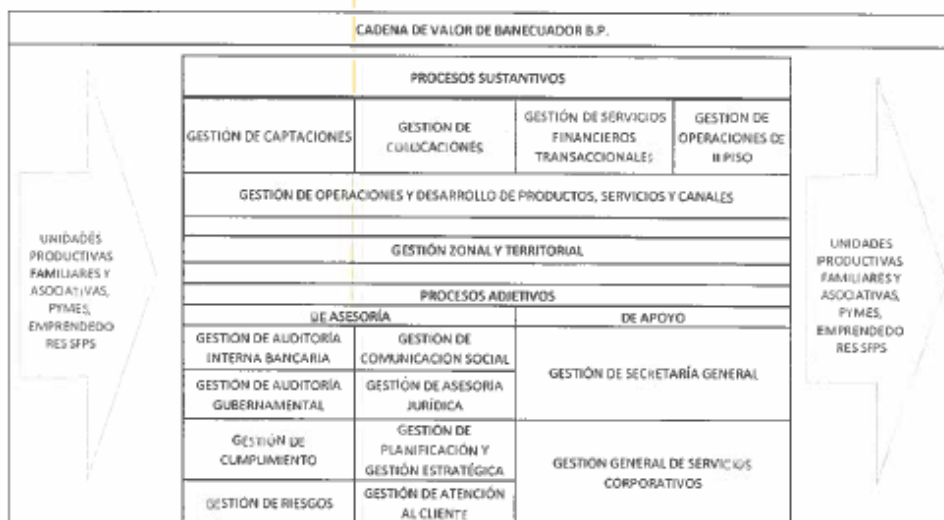 CADENA DE VALOR DE BANECUADOR B.P.
PROCESOS SUSTANTIVOS
GESTIÓN DE CAPTACIONES
GESTIÓN DE
COLOCACIONES
GESTIÓN DE SERVICIOS
FINANCIEROS
TRANSACCIONALES
GESTIÓN DE
OPERACIONES DE
II PISO
GESTIÓN DE OPERACIONES Y DESARROLLO DE PRODUCTOS, SERVICIOS Y CANALES
GESTIÓN ZONAL Y TERRITORIAL
UNIDADES
PRODUCTIVAS
FAMILIARES Y
ASOCIATIVAS,
PYMES,
EMPRENDEDO
RES SFPS
PROCESOS ADJETIVOS
DE ASESORÍA
DE APOYO
GESTIÓN DE AUDITORÍA
INTERNA BANCARIA
GESTIÓN DE
COMUNICACIÓN SOCIAL
GESTIÓN DE SECRETARÍA GENERAL
GESTIÓN DE AUDITORÍA
GUBERNAMENTAL
GESTIÓN DE ASESORÍA
JURÍDICA
GESTIÓN DE
CUMPLIMIENTO
GESTIÓN DE
PLANIFICACIÓN Y
GESTIÓN ESTRATÉGICA
GESTION GENERAL DE SERVICIOS
CORPORATIVOS
GESTIÓN DE RIESGOS
GESTIÓN DE ATENCIÓN
AL CLIENTE
UNIDADES
PRODUCTIVAS
FAMILIARES Y
ASOCIATIVAS,
PYMES,
EMPRENDEDO
RES SFPS